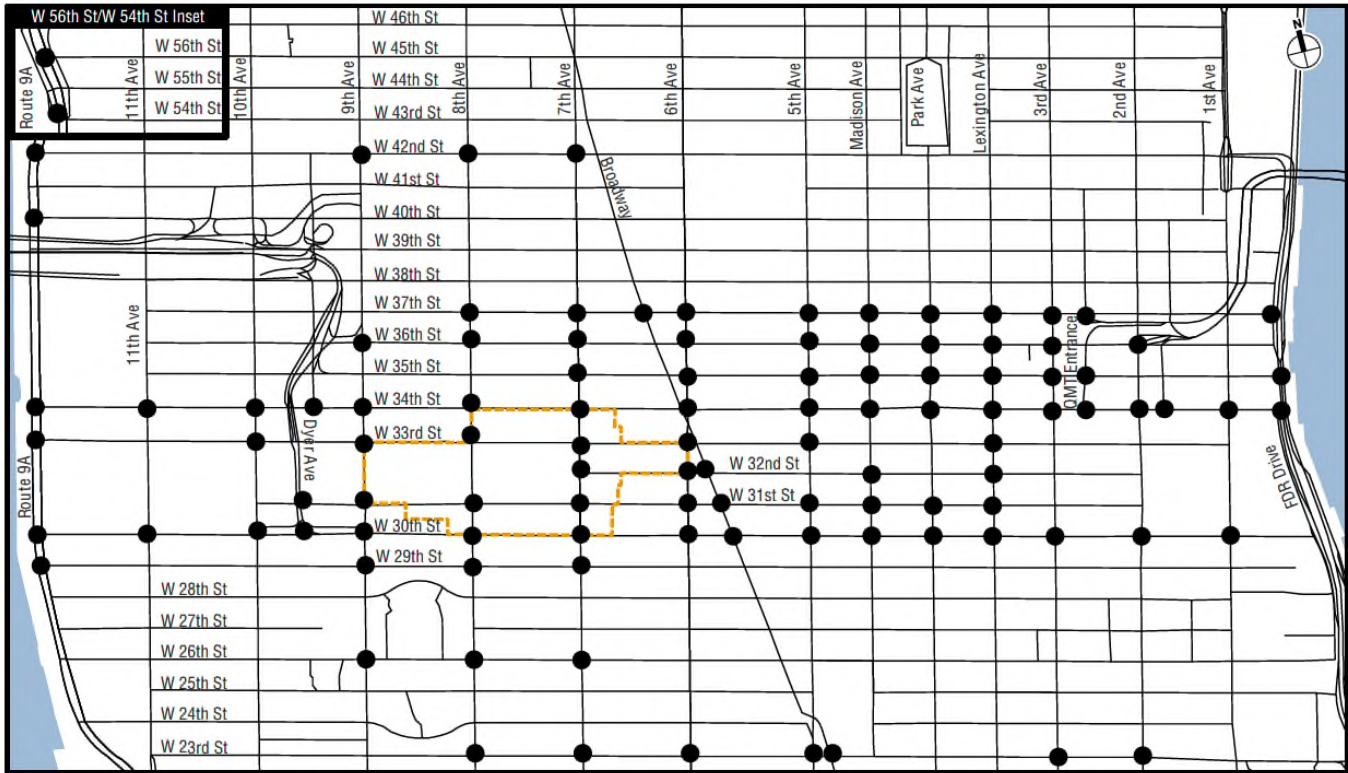 W 56th St/W 54th St Inset
W 56th St
W 55th St
W 54th St
Route 9A
11th Ave
10th Ave
9th Ave
8th Ave
7th Ave
6th Ave
5th Ave
Madison Ave
Park Ave
Lexington Ave
3rd Ave
2nd Ave
1st Ave
N
W 46th St
W 45th St
W 44th St
W 43rd St
W 42nd St
W 41st St
W 40th St
W 39th St
W 38th St
W 37th St
W 36th St
W 35th St
W 34th St
W 33rd St
W 32nd St
W 31st St
W 30th St
W 29th St
W 28th St
W 27th St
W 26th St
W 25th St
W 24th St
W 23rd St
Broadway
11th Ave
QMT Entrance
Dyer Ave
Route 9A
FDR Drive